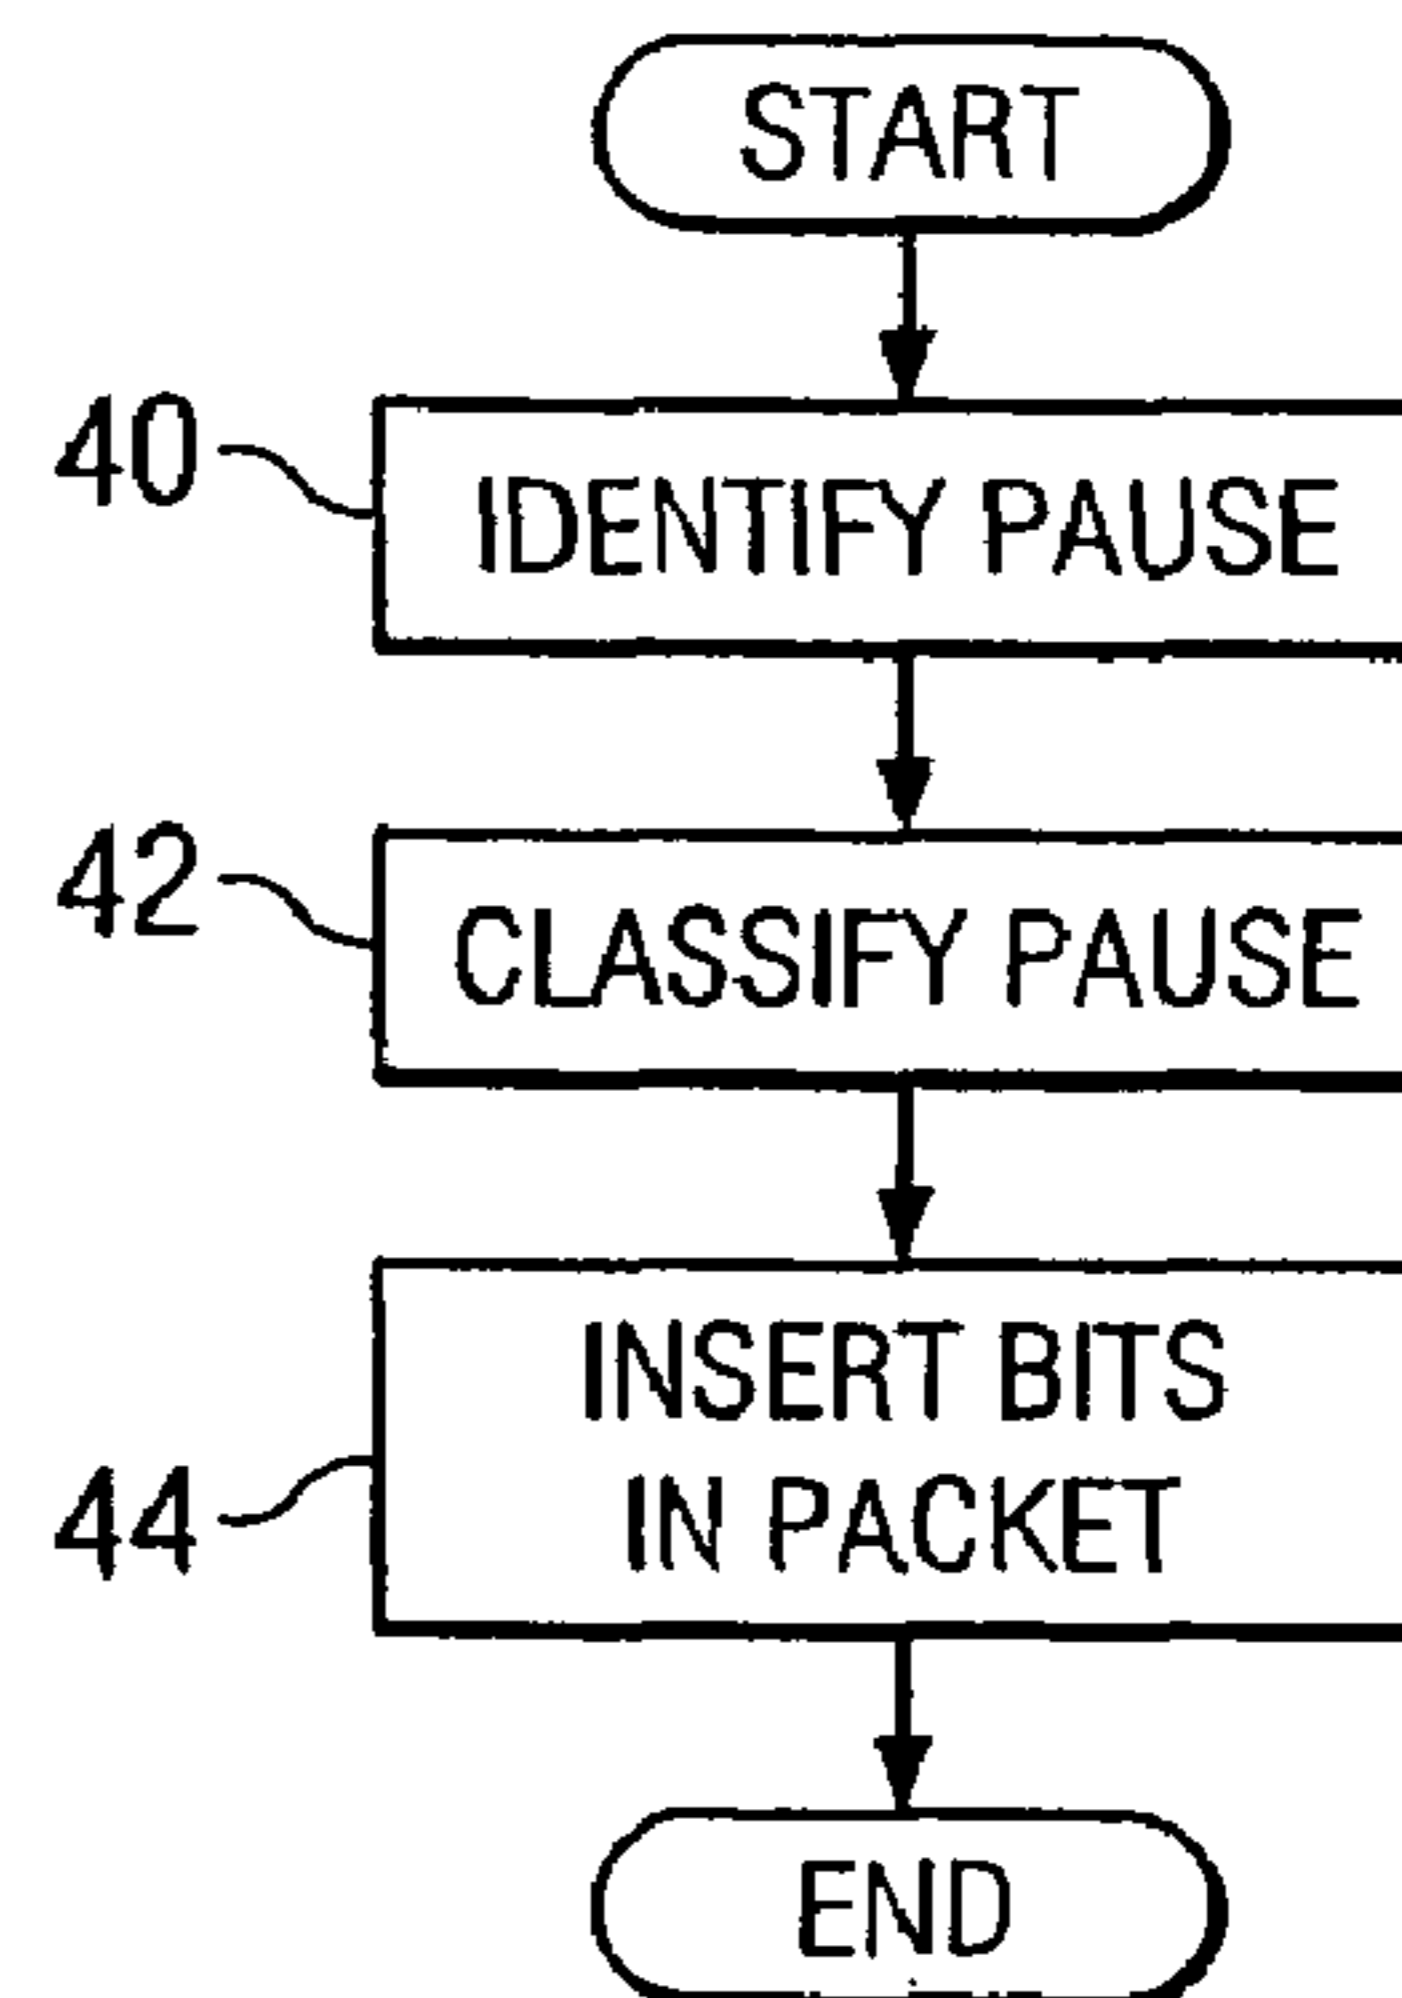 START
40
IDENTIFY PAUSE
42
CLASSIFY PAUSE
INSERT BITS
44
IN PACKET
END